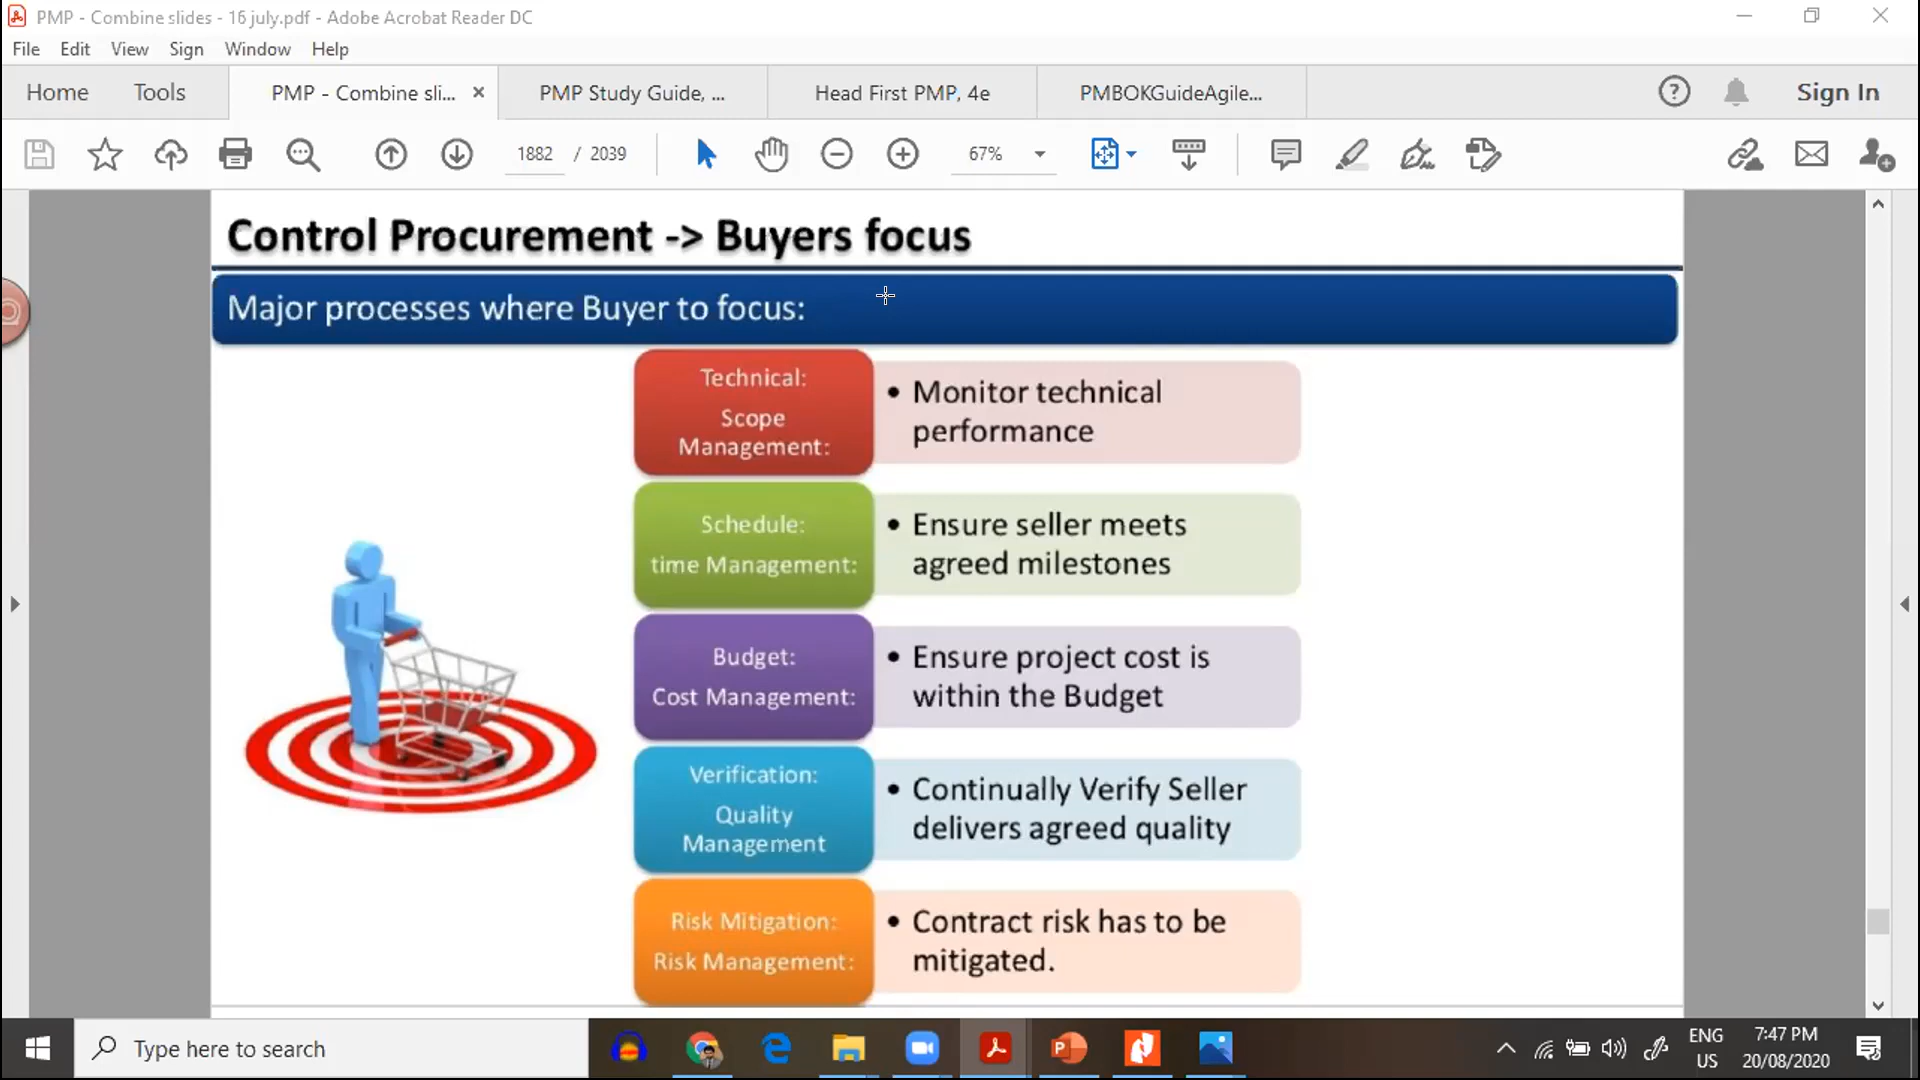 PMP - Combine slides - 16 july.pdf - Adobe Acrobat Reader DC
File Edit View Sign Window Help
Home Tools PMP - Combine sli... PMP Study Guide, ... Head First PMP, 4e PMBOKGuideAgile... Sign In
1882 / 2039 67%
Control Procurement -> Buyers focus
Major processes where Buyer to focus:
Technical:
Scope
Management:
• Monitor technical
performance
Schedule:
time Management:
• Ensure seller meets
agreed milestones
Budget:
Cost Management:
• Ensure project cost is
within the Budget
Verification:
Quality
Management
• Continually Verify Seller
delivers agreed quality
Risk Mitigation:
Risk Management:
• Contract risk has to be
mitigated.
Type here to search
ENG
US
7:47 PM
20/08/2020